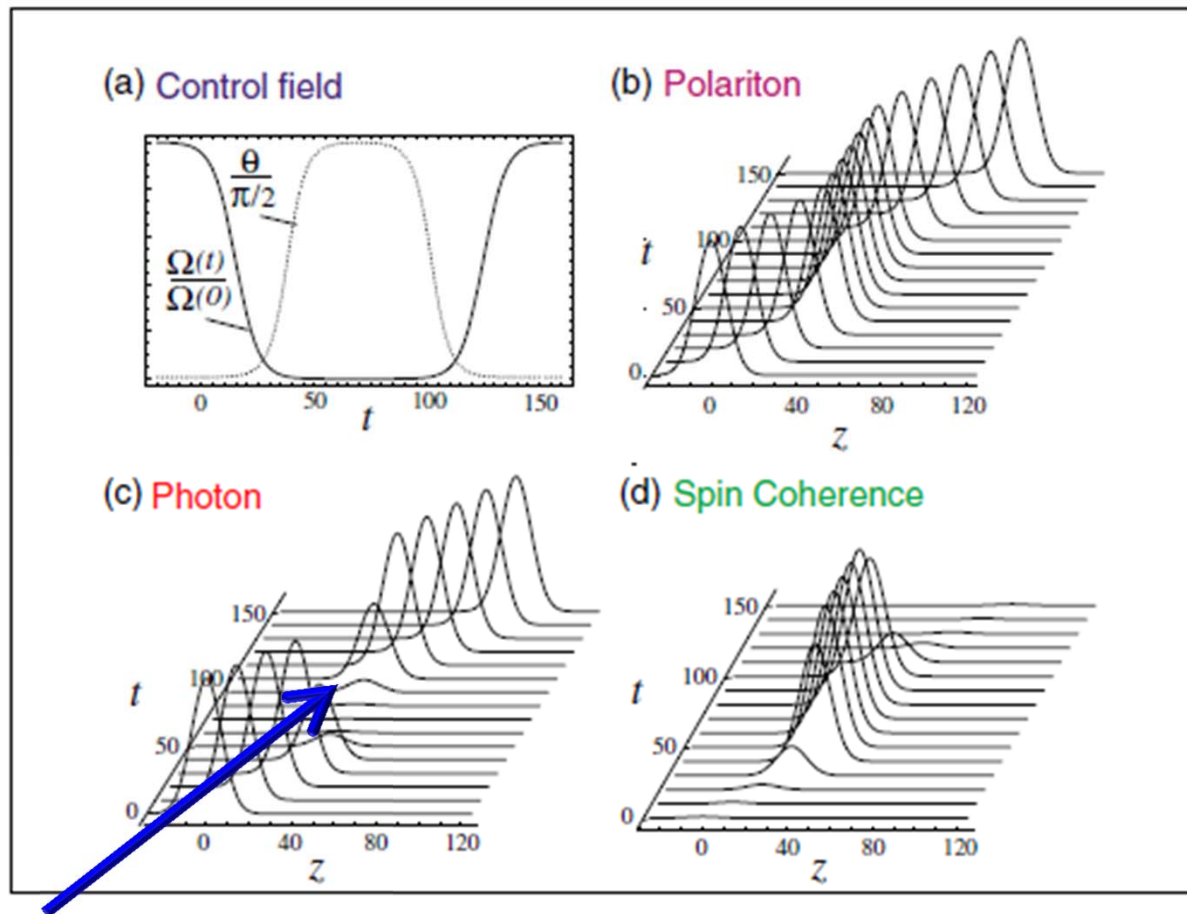 (a) Control field
θ
π/2
Ω(t)
Ω(0)
0 50 100 150
t
(b) Polariton
150
100
t
50
0
0 40 80 120
z
(c) Photon
150
100
t
50
0
0 40 80 120
z
(d) Spin Coherence
150
100
t
50
0
0 40 80 120
z